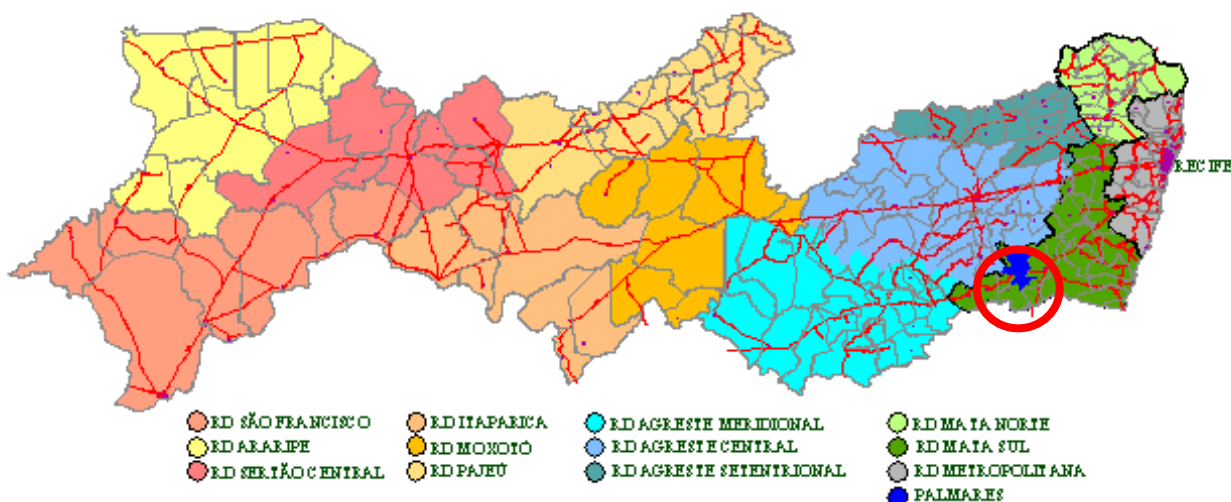 RECIFE
RD SÃO FRANCISCO
RD ARARIPE
RD SERTÃO CENTRAL
RD ITAPARICA
RD MOXOTÓ
RD PAJEÚ
RD AGRESTE MERIDIONAL
RD AGRESTE CENTRAL
RD AGRESTE SETENTRIONAL
RD MATA NORTE
RD MATA SUL
RD METROPOLITANA
PALMARES